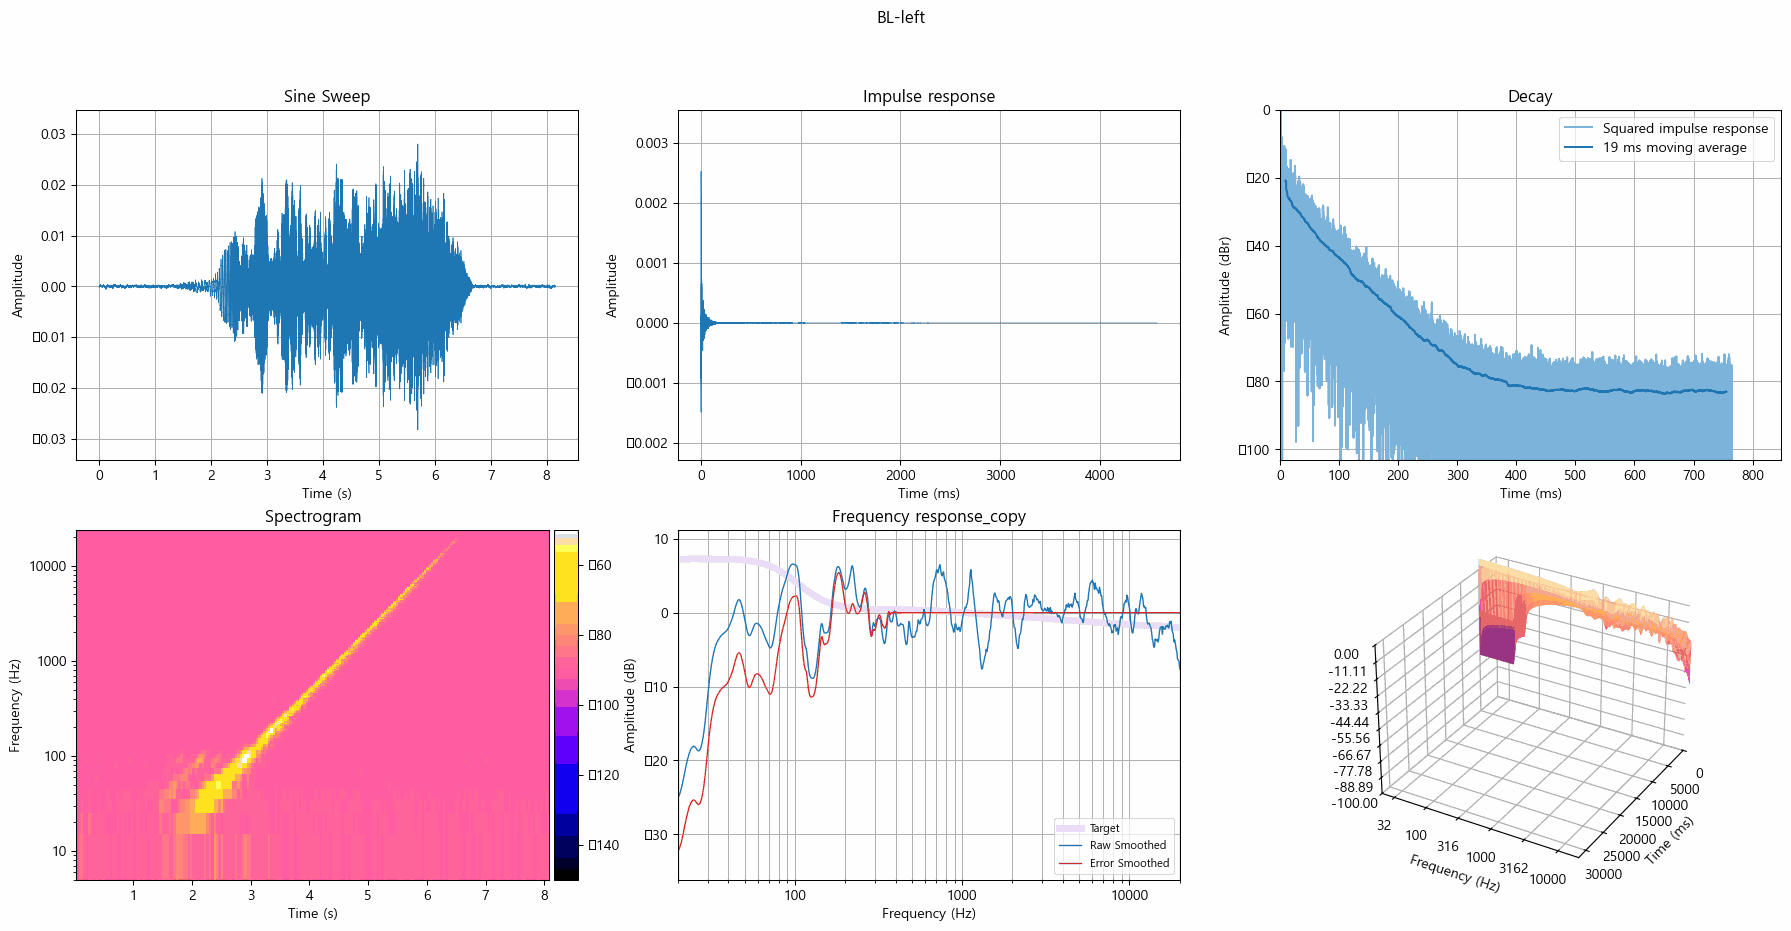 BL-left
Sine Sweep
0.03
0.02
0.01
0.00
▯0.01
▯0.02
▯0.03
Amplitude
0 1 2 3 4 5 6 7 8
Time (s)
Impulse response
0.003
0.002
0.001
0.000
▯0.001
▯0.002
Amplitude
0 1000 2000 3000 4000
Time (ms)
Decay
Squared impulse response
19 ms moving average
0
▯20
▯40
▯60
▯80
▯100
Amplitude (dBr)
0 100 200 300 400 500 600 700 800
Time (ms)
Spectrogram
10000
1000
100
10
Frequency (Hz)
1 2 3 4 5 6 7 8
Time (s)
▯60
▯80
▯100
▯120
▯140
Frequency response_copy
10
0
▯10
▯20
▯30
Amplitude (dB)
Target
Raw Smoothed
Error Smoothed
100 1000 10000
Frequency (Hz)
0.00
-11.11
-22.22
-33.33
-44.44
-55.56
-66.67
-77.78
-88.89
-100.00
32
100
316
1000
3162
10000
Frequency (Hz)
0
5000
10000
15000
20000
25000
30000
Time (ms)